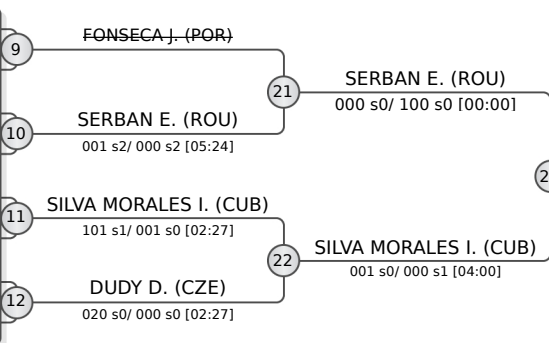 FONSECA J. (POR)
9
SERBAN E. (ROU)
21
000 s0/ 100 s0 [00:00]
SERBAN E. (ROU)
10
001 s2/ 000 s2 [05:24]
SILVA MORALES I. (CUB)
11
101 s1/ 001 s0 [02:27]
SILVA MORALES I. (CUB)
22
001 s0/ 000 s1 [04:00]
DUDY D. (CZE)
12
020 s0/ 000 s0 [02:27]